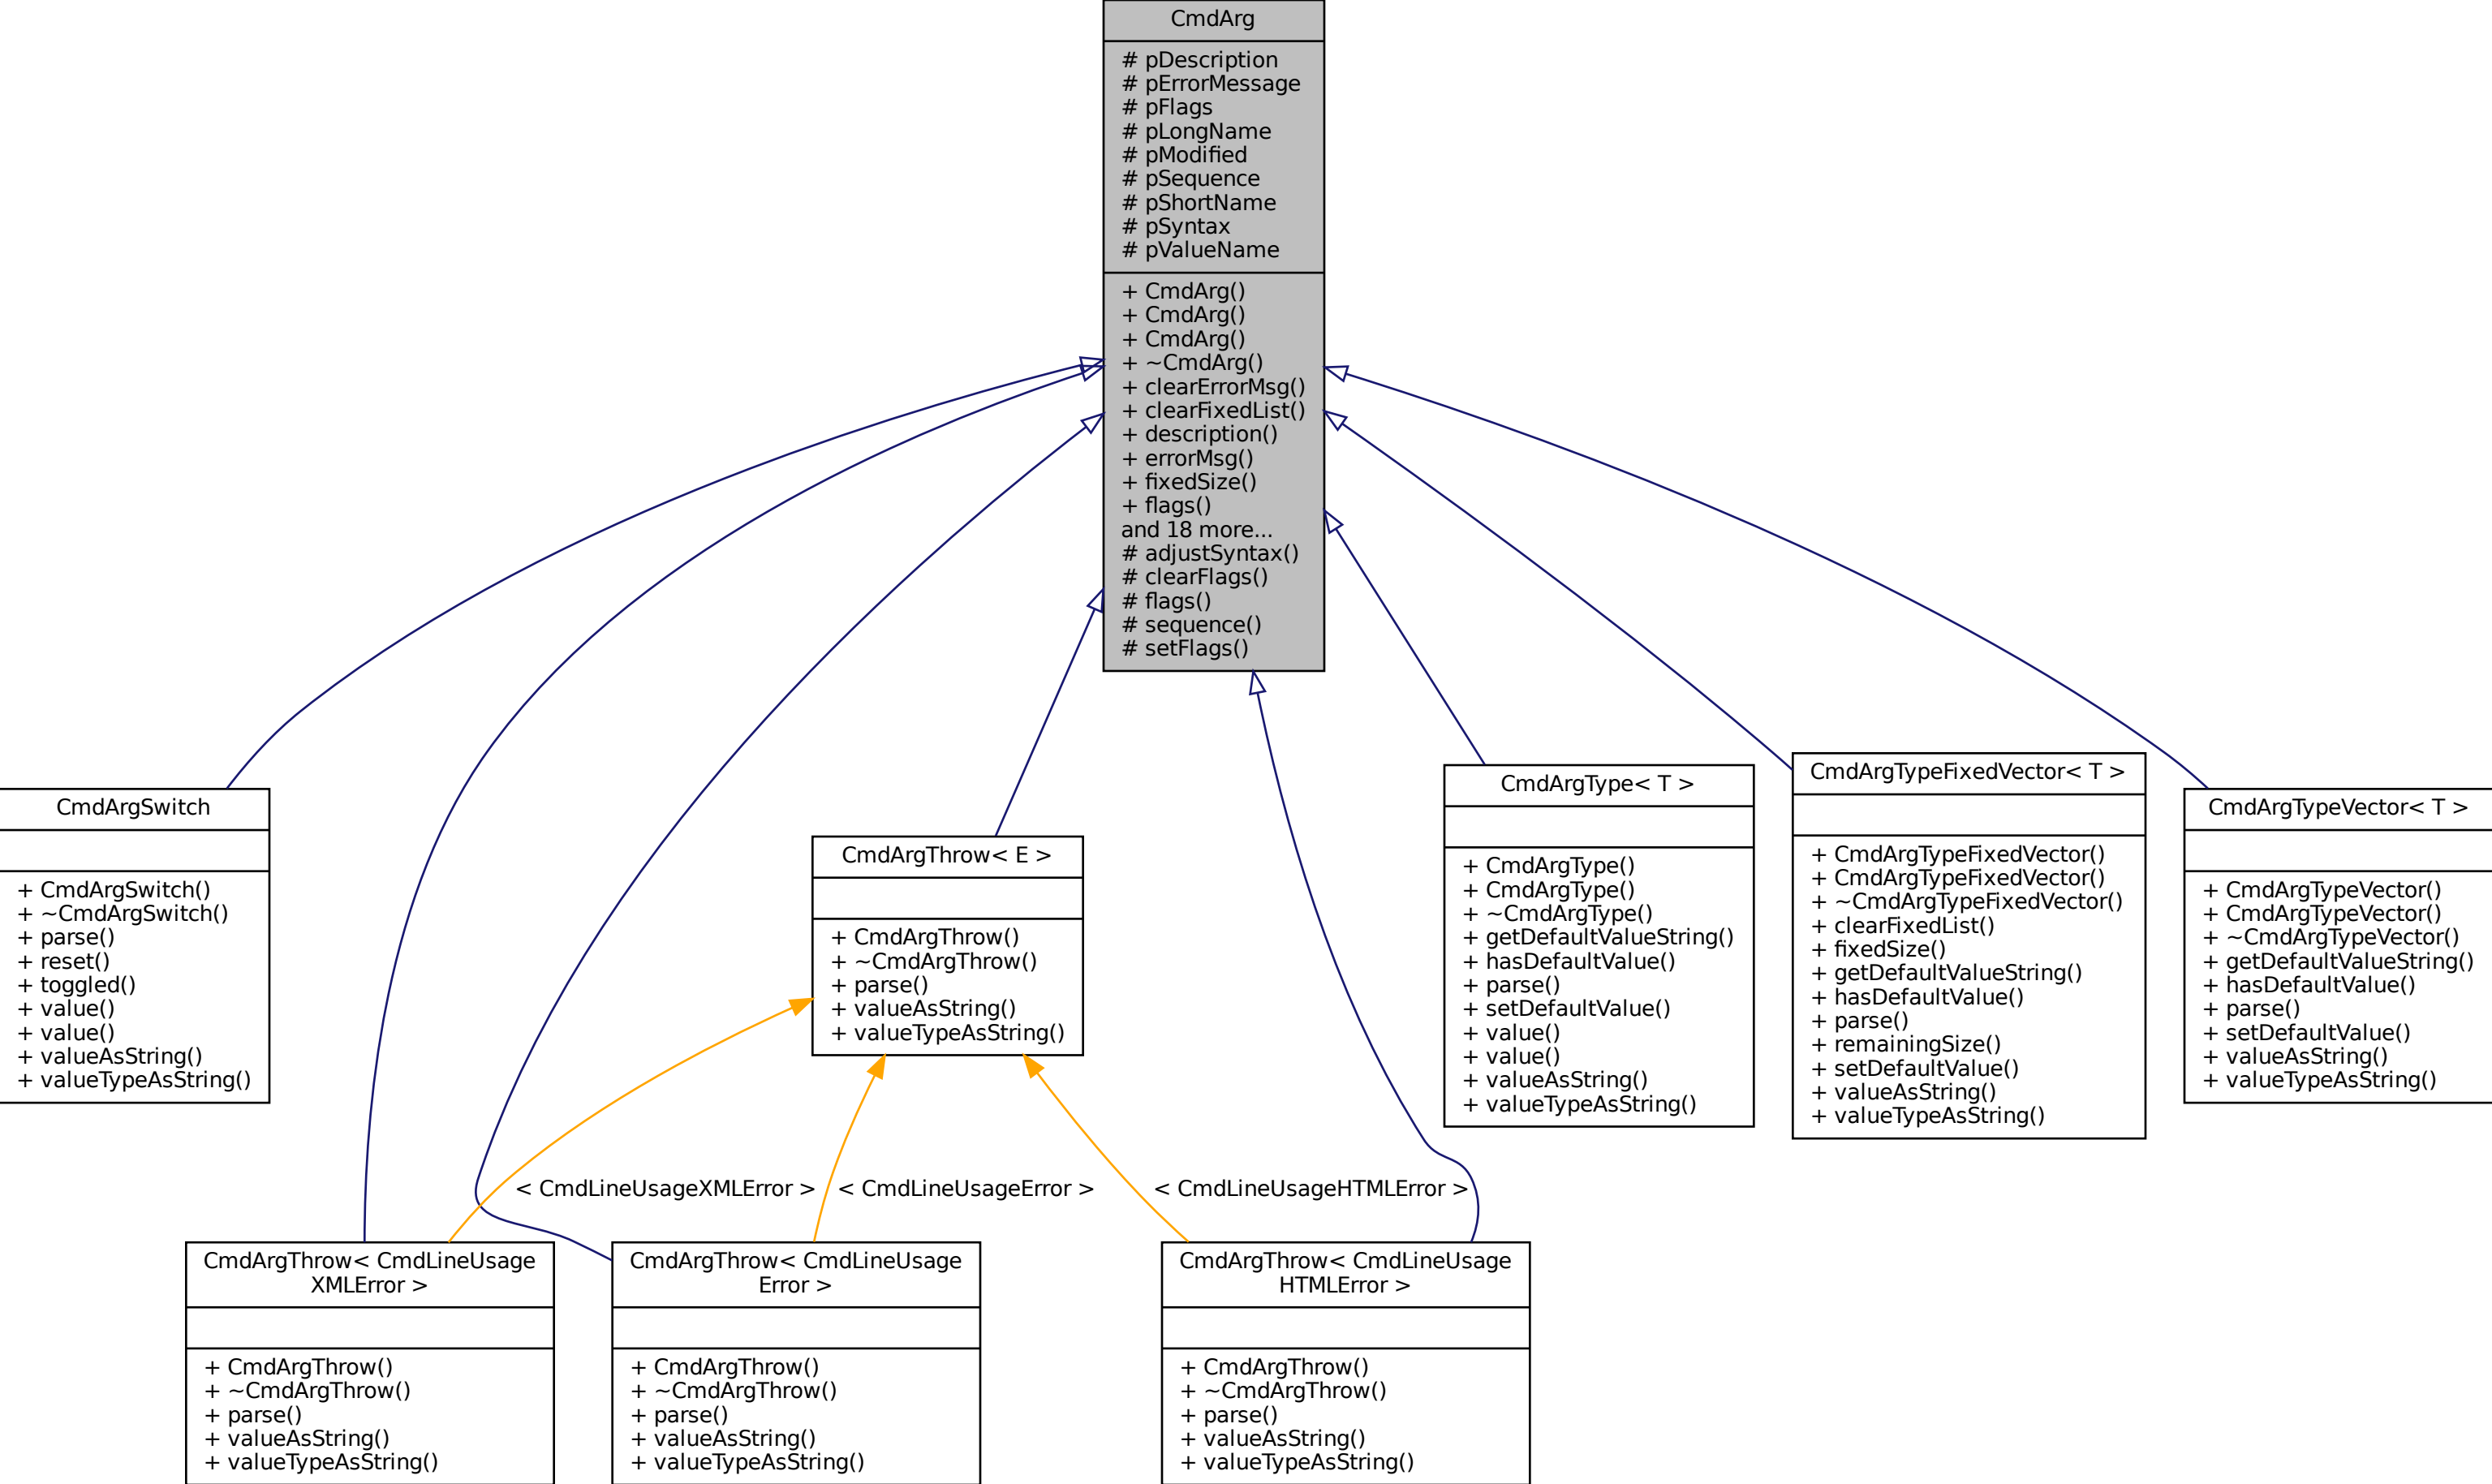 CmdArg
# pDescription
# pErrorMessage
# pFlags
# pLongName
# pModified
# pSequence
# pShortName
# pSyntax
# pValueName
+ CmdArg()
+ CmdArg()
+ CmdArg()
+ ~CmdArg()
+ clearErrorMsg()
+ clearFixedList()
+ description()
+ errorMsg()
+ fixedSize()
+ flags()
and 18 more...
# adjustSyntax()
# clearFlags()
# flags()
# sequence()
# setFlags()
CmdArgSwitch
+ CmdArgSwitch()
+ ~CmdArgSwitch()
+ parse()
+ reset()
+ toggled()
+ value()
+ value()
+ valueAsString()
+ valueTypeAsString()
CmdArgThrow< E >
+ CmdArgThrow()
+ ~CmdArgThrow()
+ parse()
+ valueAsString()
+ valueTypeAsString()
CmdArgType< T >
+ CmdArgType()
+ CmdArgType()
+ ~CmdArgType()
+ getDefaultValueString()
+ hasDefaultValue()
+ parse()
+ setDefaultValue()
+ value()
+ value()
+ valueAsString()
+ valueTypeAsString()
CmdArgTypeFixedVector< T >
+ CmdArgTypeFixedVector()
+ CmdArgTypeFixedVector()
+ ~CmdArgTypeFixedVector()
+ clearFixedList()
+ fixedSize()
+ getDefaultValueString()
+ hasDefaultValue()
+ parse()
+ remainingSize()
+ setDefaultValue()
+ valueAsString()
+ valueTypeAsString()
CmdArgTypeVector< T >
+ CmdArgTypeVector()
+ CmdArgTypeVector()
+ ~CmdArgTypeVector()
+ getDefaultValueString()
+ hasDefaultValue()
+ parse()
+ setDefaultValue()
+ valueAsString()
+ valueTypeAsString()
< CmdLineUsageXMLError >
< CmdLineUsageError >
< CmdLineUsageHTMLError >
CmdArgThrow< CmdLineUsage
XMLError >
+ CmdArgThrow()
+ ~CmdArgThrow()
+ parse()
+ valueAsString()
+ valueTypeAsString()
CmdArgThrow< CmdLineUsage
Error >
+ CmdArgThrow()
+ ~CmdArgThrow()
+ parse()
+ valueAsString()
+ valueTypeAsString()
CmdArgThrow< CmdLineUsage
HTMLError >
+ CmdArgThrow()
+ ~CmdArgThrow()
+ parse()
+ valueAsString()
+ valueTypeAsString()